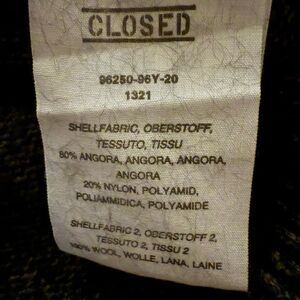 CLOSED
96250-96Y-20
1321
SHELLFABRIC, OBERSTOFF,
TESSUTO, TISSU
80% ANGORA, ANGORA, ANGORA,
ANGORA
20% NYLON, POLYAMID,
POLIAMMIDICA, POLYAMIDE
SHELLFABRIC 2, OBERSTOFF 2,
TESSUTO 2, TISSU 2
100% WOOL, WOLLE, LANA, LAINE